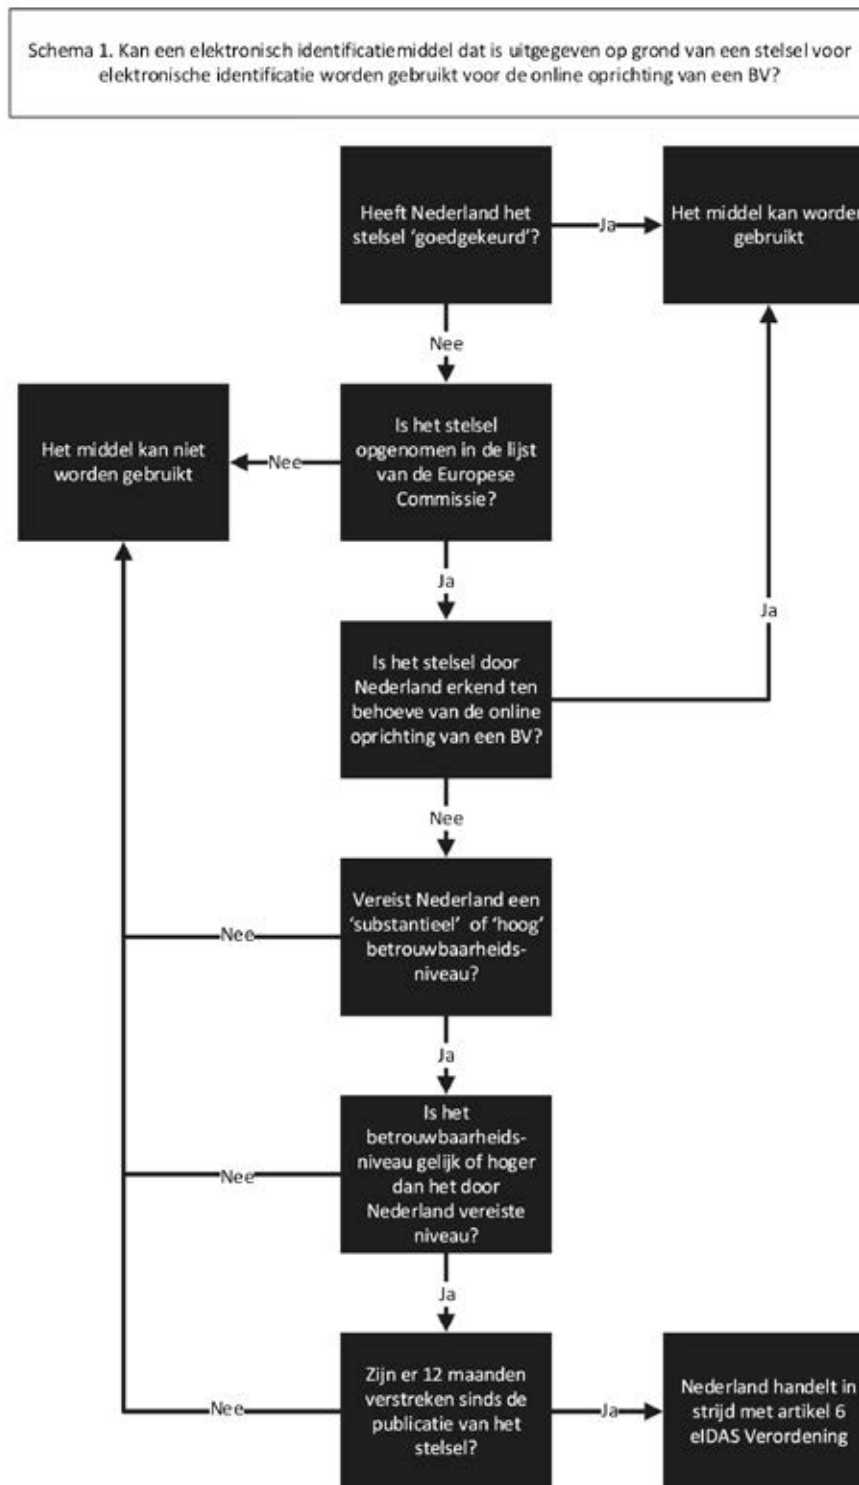 Schema 1. Kan een elektronisch identificatiemiddel dat is uitgegeven op grond van een stelsel voor
elektronische identificatie worden gebruikt voor de online oprichting van een BV?
Heeft Nederland het
stelsel ‘goedgekeurd’?
Ja
Het middel kan worden
gebruikt
Nee
Het middel kan niet
worden gebruikt
Nee
Is het stelsel
opgenomen in de lijst
van de Europese
Commissie?
Ja
Ja
Is het stelsel door
Nederland erkend ten
behoeve van de online
oprichting van een BV?
Nee
Vereist Nederland een
‘substantieel’ of ‘hoog’
betrouwbaarheids-
niveau?
Nee
Ja
Is het
betrouwbaarheids-
niveau gelijk of hoger
dan het door
Nederland vereiste
niveau?
Nee
Ja
Zijn er 12 maanden
verstreken sinds de
publicatie van het
stelsel?
Nee
Ja
Nederland handelt in
strijd met artikel 6
eIDAS Verordening